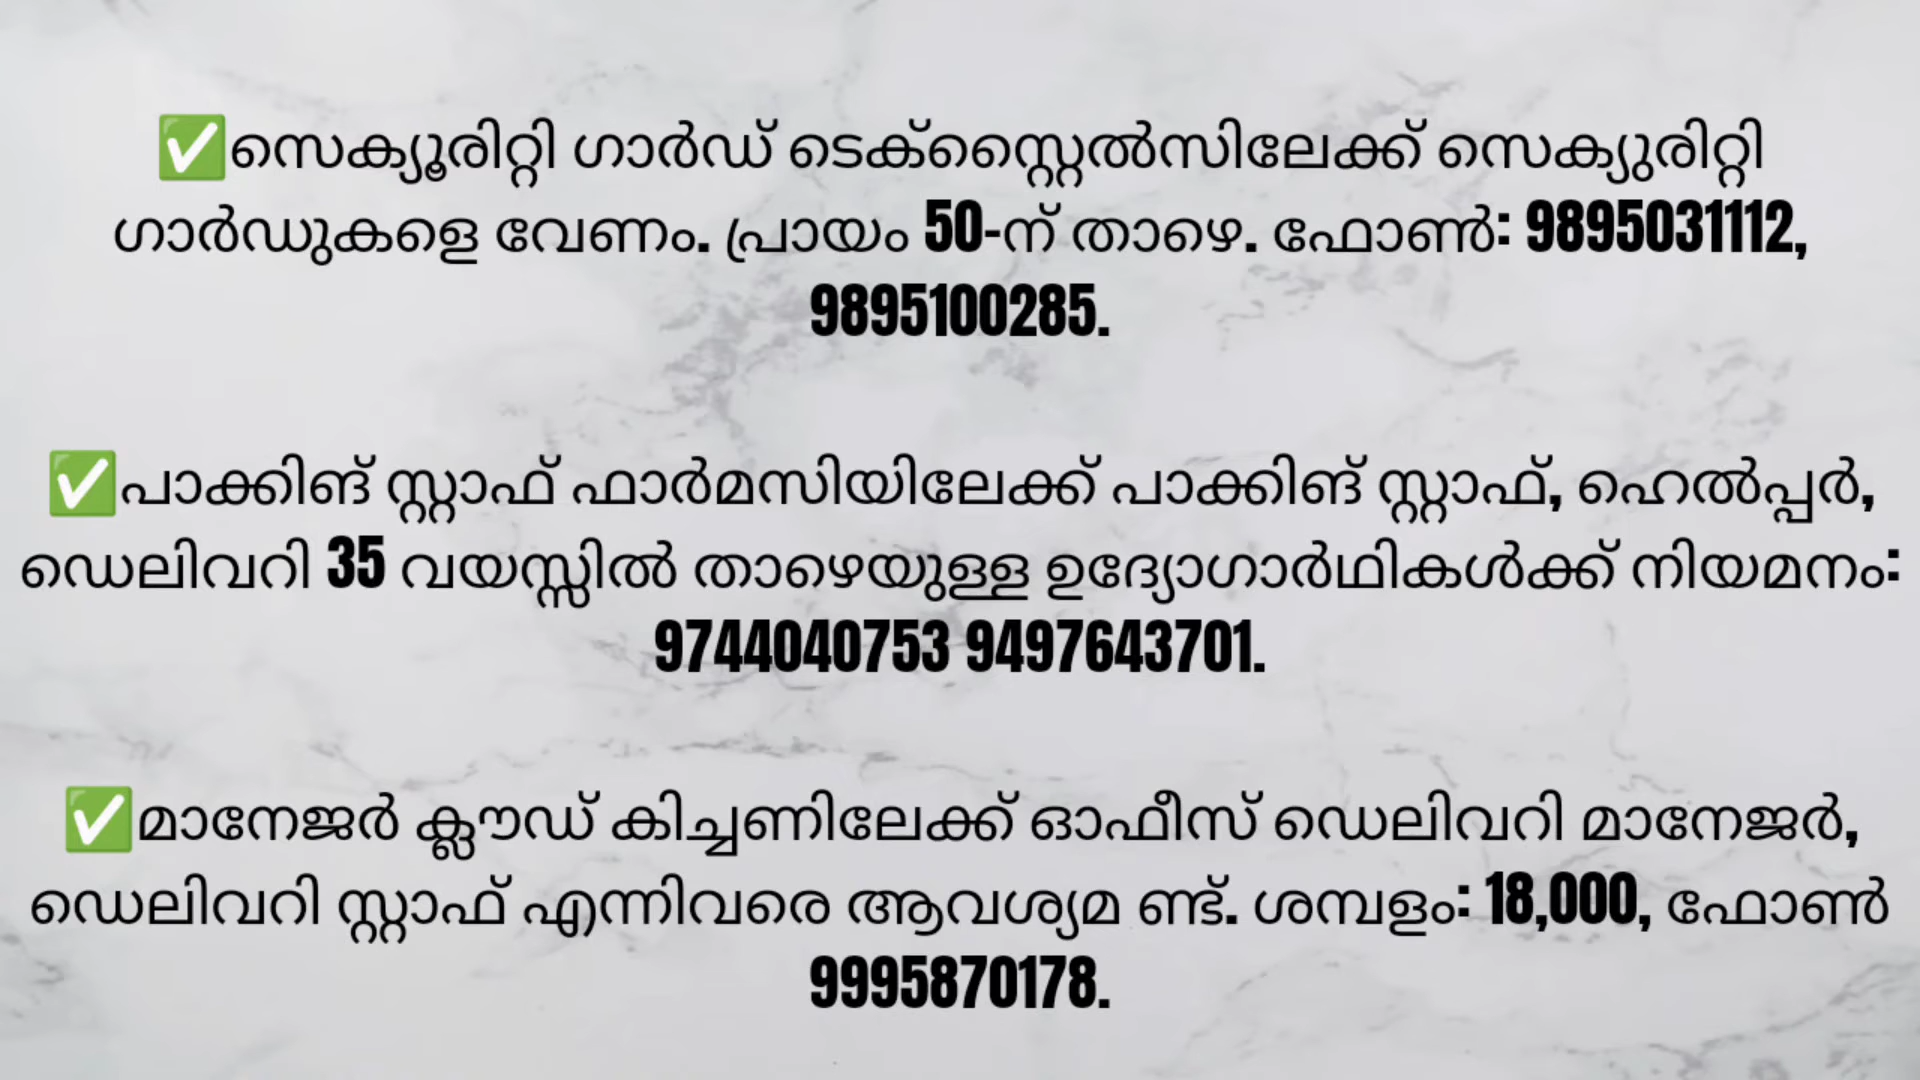 ✅സെക്യൂരിറ്റി ഗാർഡ് ടെക്സ്റ്റൈൽസിലേക്ക് സെക്യുരിറ്റി
ഗാർഡുകളെ വേണം. പ്രായം 50-ന് താഴെ. ഫോൺ: 9895031112,
9895100285.
✅പാക്കിങ് സ്റ്റാഫ് ഫാർമസിയിലേക്ക് പാക്കിങ് സ്റ്റാഫ്, ഹെൽപ്പർ,
ഡെലിവറി 35 വയസ്സിൽ താഴെയുള്ള ഉദ്യോഗാർഥികൾക്ക് നിയമനം:
9744040753 9497643701.
✅മാനേജർ ക്ലൗഡ് കിച്ചണിലേക്ക് ഓഫീസ് ഡെലിവറി മാനേജർ,
ഡെലിവറി സ്റ്റാഫ് എന്നിവരെ ആവശ്യമ ണ്ട്. ശമ്പളം: 18,000, ഫോൺ
9995870178.